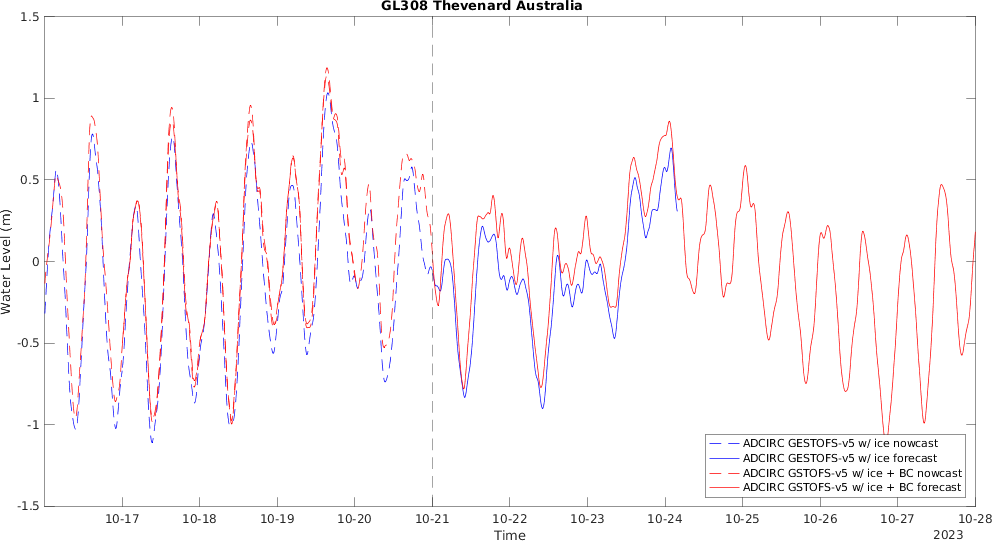 GL308 Thevenard Australia
1.5
1
0.5
0
-0.5
-1
-1.5
Water Level (m)
10-17
10-18
10-19
10-20
10-21
10-22
10-23
10-24
10-25
10-26
10-27
10-28
Time
2023
ADCIRC GESTOFS-v5 w/ ice nowcast
ADCIRC GESTOFS-v5 w/ ice forecast
ADCIRC GSTOFS-v5 w/ ice + BC nowcast
ADCIRC GSTOFS-v5 w/ ice + BC forecast